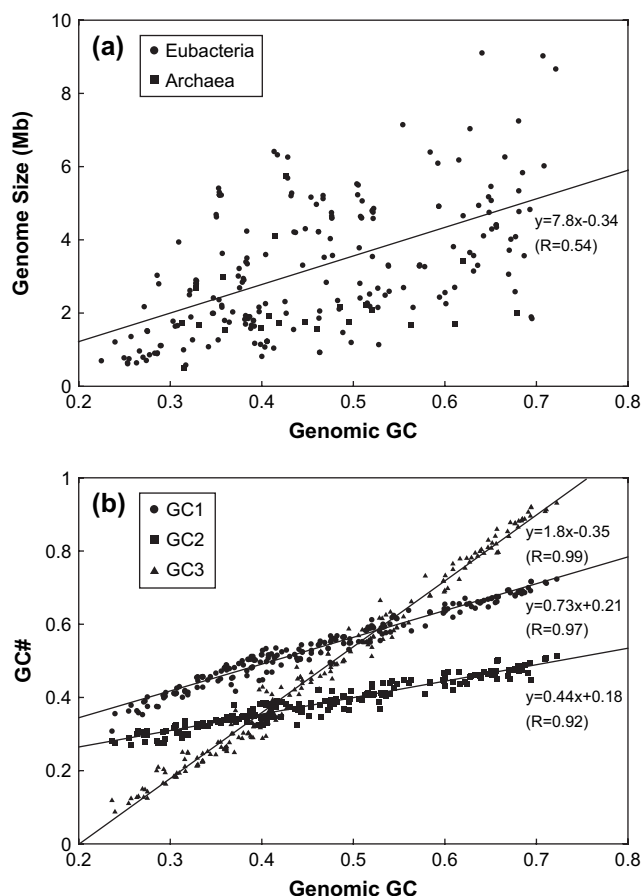 (a)
Eubacteria
Archaea
10
8
6
4
2
0
Genome Size (Mb)
y=7.8x-0.34
(R=0.54)
0.2 0.3 0.4 0.5 0.6 0.7 0.8
Genomic GC
(b)
GC1
GC2
GC3
1
0.8
0.6
0.4
0.2
0
GC#
y=1.8x-0.35
(R=0.99)
y=0.73x+0.21
(R=0.97)
y=0.44x+0.18
(R=0.92)
0.2 0.3 0.4 0.5 0.6 0.7 0.8
Genomic GC